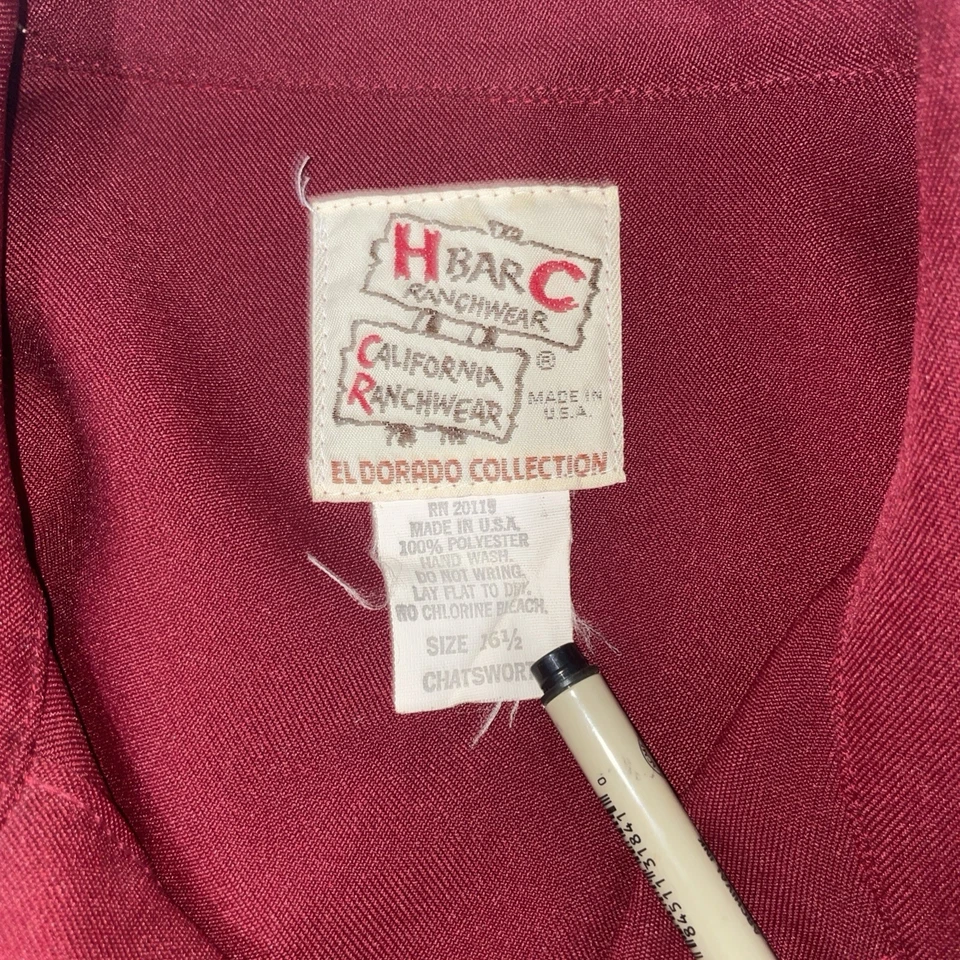 H BAR C
RANCHWEAR
CALIFORNIA
RANCHWEAR
®
MADE IN
U.S.A.
EL DORADO COLLECTION
RN 20119
MADE IN U.S.A.
100% POLYESTER
HAND WASH.
DO NOT WRING.
LAY FLAT TO DRY.
NO CHLORINE BLEACH.
SIZE 16½
CHATSWORT